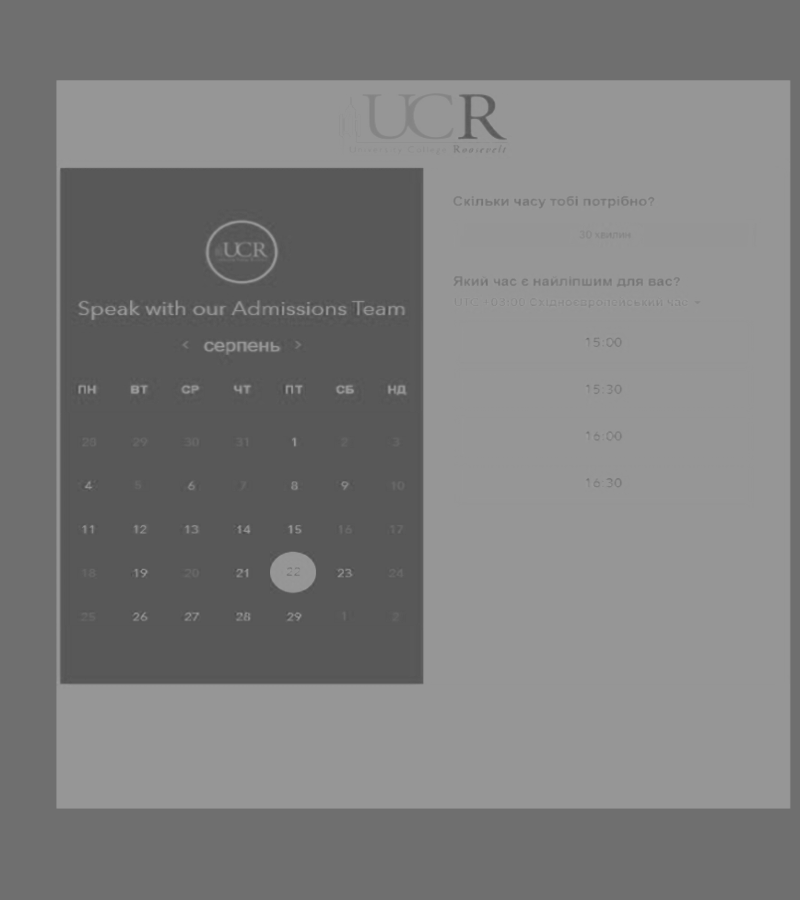 UCR
University College Roosevelt
UCR
Speak with our Admissions Team
< серпень >
ПН ВТ СР ЧТ ПТ СБ НД
28 29 30 31 1 2 3
4 5 6 7 8 9 10
11 12 13 14 15 16 17
18 19 20 21 22 23 24
25 26 27 28 29 1 2
Скільки часу тобі потрібно?
30 хвилин
Який час є найліпшим для вас?
UTC +03:00 Східноєвропейський час
15:00
15:30
16:00
16:30